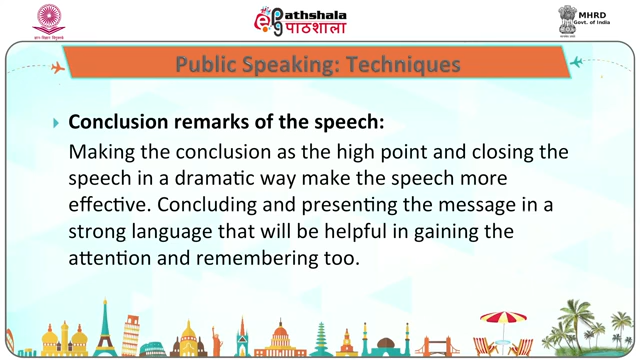 ePathshala
पाठशाला
MHRD
Govt. of India
Public Speaking: Techniques
Conclusion remarks of the speech:
Making the conclusion as the high point and closing the
speech in a dramatic way make the speech more
effective. Concluding and presenting the message in a
strong language that will be helpful in gaining the
attention and remembering too.